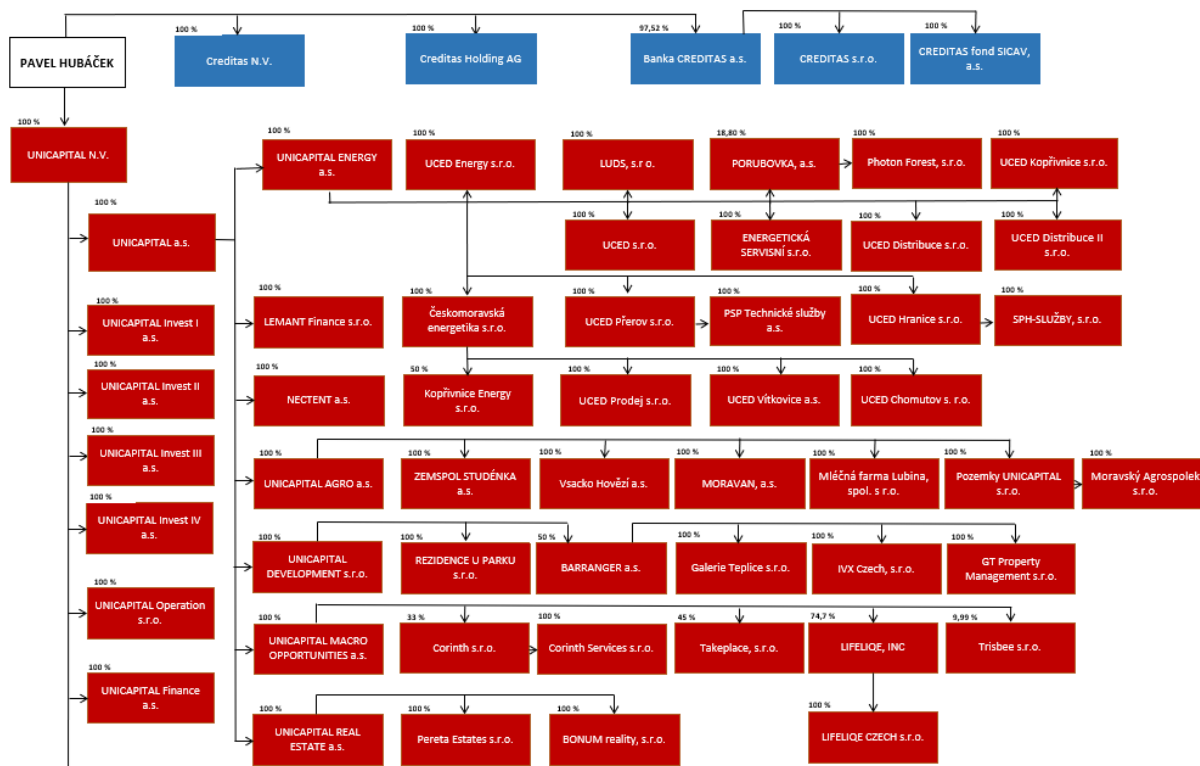 100 %
100 %
97,52 %
100 %
100 %
PAVEL HUBÁČEK
Creditas N.V.
Creditas Holding AG
Banka CREDITAS a.s.
CREDITAS s.r.o.
CREDITAS fond SICAV,
a.s.
100 %
UNICAPITAL N.V.
100 %
UNICAPITAL ENERGY
a.s.
100 %
UCED Energy s.r.o.
100 %
LUDS, s.r o.
18,80 %
PORUBOVKA, a.s.
100 %
Photon Forest, s.r.o.
100 %
UCED Kopřivnice s.r.o.
100 %
UNICAPITAL a.s.
100 %
UCED s.r.o.
100 %
ENERGETICKÁ
SERVISNÍ s.r.o.
100 %
UCED Distribuce s.r.o.
100 %
UCED Distribuce II
s.r.o.
100 %
UNICAPITAL Invest I
a.s.
100 %
LEMANT Finance s.r.o.
100 %
Českomoravská
energetika s.r.o.
100 %
UCED Přerov s.r.o.
100 %
PSP Technické služby
a.s.
100 %
UCED Hranice s.r.o.
100 %
SPH-SLUŽBY, s.r.o.
100 %
UNICAPITAL Invest II
a.s.
100 %
NECTENT a.s.
50 %
Kopřivnice Energy
s.r.o.
100 %
UCED Prodej s.r.o.
100 %
UCED Vítkovice a.s.
100 %
UCED Chomutov s. r.o.
100 %
UNICAPITAL Invest III
a.s.
100 %
UNICAPITAL AGRO a.s.
100 %
ZEMSPOL STUDÉNKA
a.s.
100 %
Vsacko Hovězí a.s.
100 %
MORAVAN, a.s.
100 %
Mléčná farma Lubina,
spol. s r.o.
100 %
Pozemky UNICAPITAL
s.r.o.
100 %
Moravský Agrospolek
s.r.o.
100 %
UNICAPITAL Invest IV
a.s.
100 %
UNICAPITAL
DEVELOPMENT s.r.o.
100 %
REZIDENCE U PARKU
s.r.o.
50 %
BARRANGER a.s.
100 %
Galerie Teplice s.r.o.
100 %
IVX Czech, s.r.o.
100 %
GT Property
Management s.r.o.
100 %
UNICAPITAL Operation
s.r.o.
100 %
UNICAPITAL MACRO
OPPORTUNITIES a.s.
33 %
Corinth s.r.o.
100 %
Corinth Services s.r.o.
45 %
Takeplace, s.r.o.
74,7 %
LIFELIQE, INC
9,99 %
Trisbee s.r.o.
100 %
UNICAPITAL Finance
a.s.
100 %
UNICAPITAL REAL
ESTATE a.s.
100 %
Pereta Estates s.r.o.
100 %
BONUM reality, s.r.o.
100 %
LIFELIQE CZECH s.r.o.